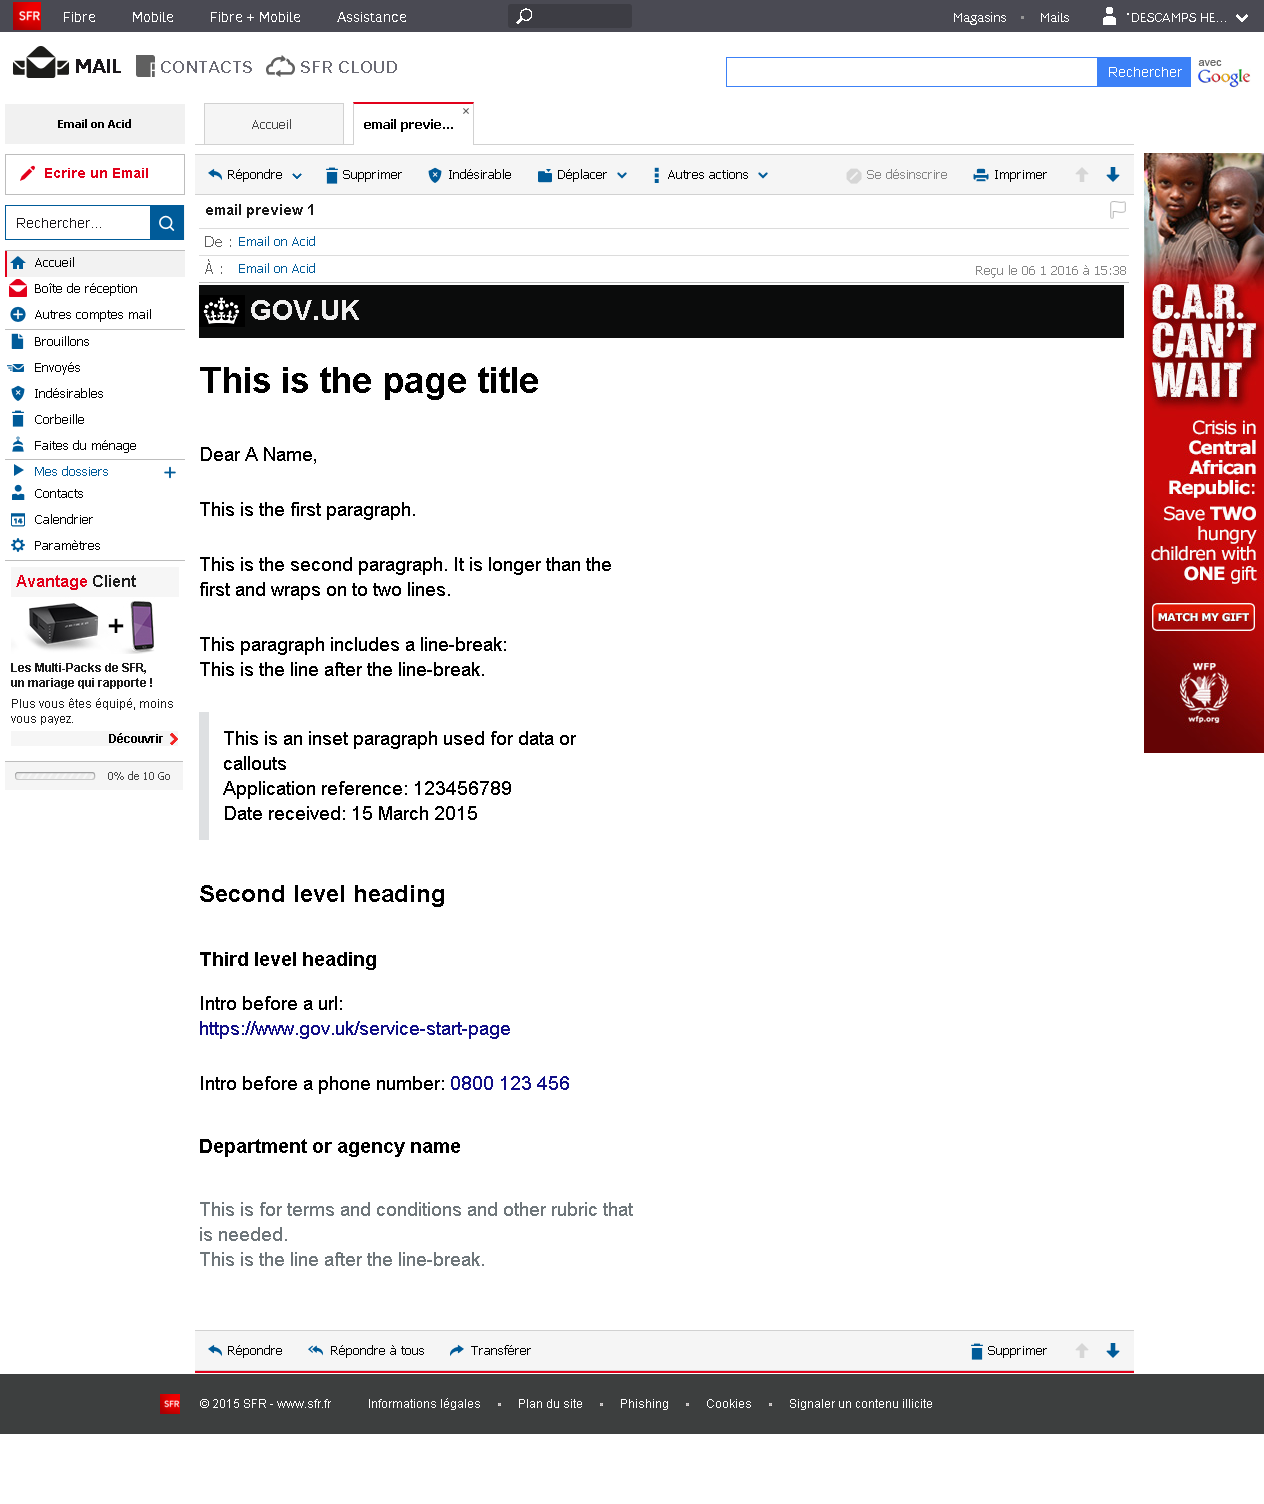 SFR Fibre Mobile Fibre + Mobile Assistance Magasins Mails *DESCAMPS HE...
MAIL CONTACTS SFR CLOUD Rechercher avec Google
Email on Acid
Accueil
email previe... ×
Ecrire un Email
Rechercher...
Accueil
Boîte de réception
Autres comptes mail
Brouillons
Envoyés
Indésirables
Corbeille
Faites du ménage
Mes dossiers +
Contacts
14 Calendrier
Paramètres
Avantage Client
+
Les Multi-Packs de SFR,
un mariage qui rapporte !
Plus vous êtes équipé, moins
vous payez.
Découvrir
0% de 10 Go
Répondre Supprimer Indésirable Déplacer Autres actions Se désinscrire Imprimer
email preview 1
De : Email on Acid
À : Email on Acid
Reçu le 06 1 2016 à 15:38
GOV.UK
This is the page title
Dear A Name,
This is the first paragraph.
This is the second paragraph. It is longer than the
first and wraps on to two lines.
This paragraph includes a line-break:
This is the line after the line-break.
This is an inset paragraph used for data or
callouts
Application reference: 123456789
Date received: 15 March 2015
Second level heading
Third level heading
Intro before a url:
https://www.gov.uk/service-start-page
Intro before a phone number: 0800 123 456
Department or agency name
This is for terms and conditions and other rubric that
is needed.
This is the line after the line-break.
C.A.R.
CAN'T
WAIT
Crisis in
Central
African
Republic:
Save TWO
hungry
children with
ONE gift
MATCH MY GIFT
WFP
wfp.org
Répondre Répondre à tous Transférer Supprimer
SFR © 2015 SFR - www.sfr.fr Informations légales Plan du site Phishing Cookies Signaler un contenu illicite